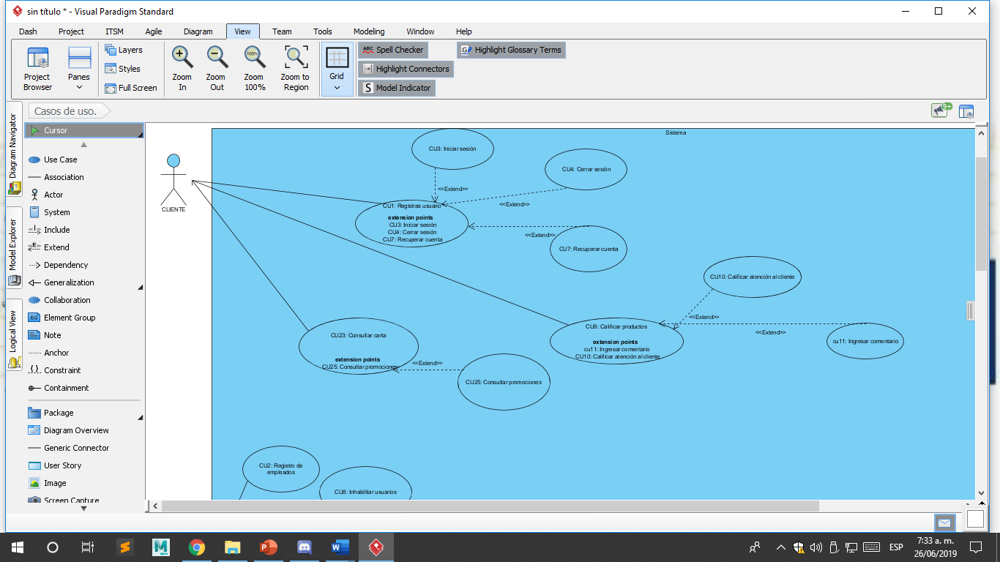 sin título * - Visual Paradigm Standard
Dash Project ITSM Agile Diagram View Team Tools Modeling Window Help
Project Browser
Panes
Layers
Styles
Full Screen
Zoom In
Zoom Out
100%
Zoom 100%
Zoom to Region
Grid
ABC Spell Checker
Highlight Connectors
S Model Indicator
G Highlight Glossary Terms
Casos de uso.
9+
Diagram Navigator
Model Explorer
Logical View
Cursor
Use Case
Association
Actor
System
Include
Extend
Dependency
Generalization
Collaboration
EG Element Group
Note
Anchor
Constraint
Containment
Package
Diagram Overview
Generic Connector
User Story
Image
Screen Capture
Sistema
CLIENTE
CU3: Iniciar sesión
CU4: Cerrar sesión
<<Extend>>
<<Extend>>
CU1: Registras usuario
extension points
CU3: Iniciar sesión
CU4: Cerrar sesión
CU7: Recuperar cuenta
<<Extend>>
CU7: Recuperar cuenta
CU10: Calificar atención al cliente
<<Extend>>
CU9: Calificar productos
extension points
cu11: Ingresar comentario
CU10: Calificar atención al cliente
<<Extend>>
cu11: Ingresar comentario
CU23: Consultar carta
extension points
CU25: Consultar promociones
<<Extend>>
CU25: Consultar promociones
CU2: Registro de
empleados
CU8: Inhabilitar usuarios
ESP
7:33 a. m.
26/06/2019